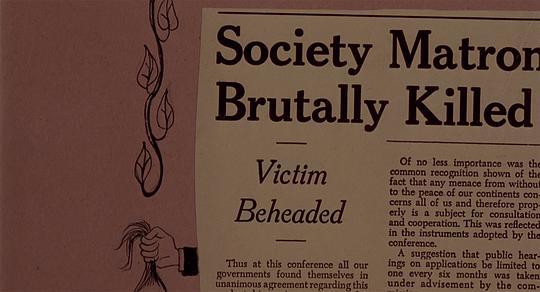 Society Matron
Brutally Killed
Victim
Beheaded
Thus at this conference all our
governments found themselves in
unanimous agreement regarding this
Of no less importance was the
common recognition shown of the
fact that any menace from without
to the peace of our continents con-
cerns all of us and therefore prop-
erly is a subject for consultation
and cooperation. This was reflected
in the instruments adopted by the
conference.
A suggestion that public hear-
ings on applications be limited to
one every six months was taken
under advisement by the com-